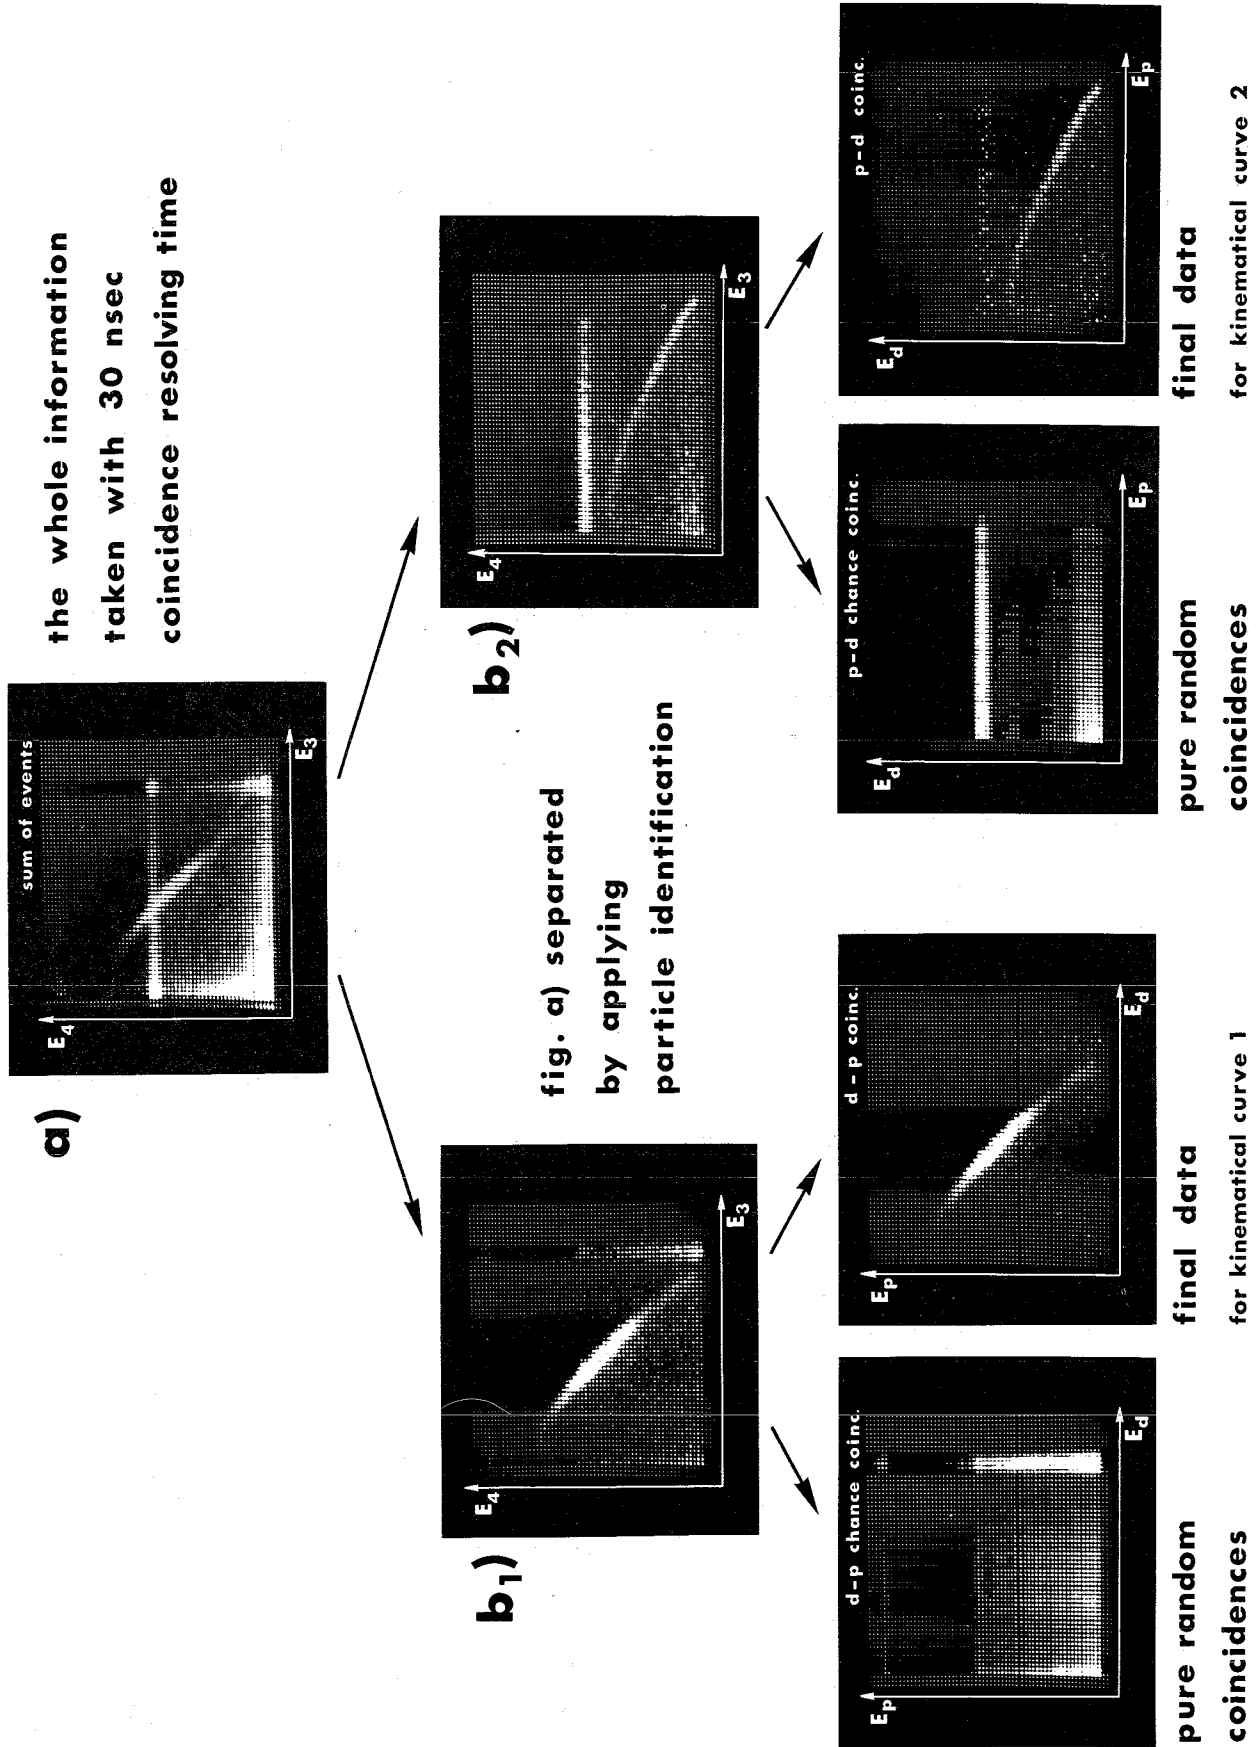 a)
sum of events
E4
E3
the whole information
taken with 30 nsec
coincidence resolving time
b1)
E4
E3
fig. a) separated
by applying
particle identification
b2)
E4
E3
d-p chance coinc.
Ep
Ed
pure random
coincidences
d-p coinc.
Ep
Ed
final data
for kinematical curve 1
p-d chance coinc.
Ed
Ep
pure random
coincidences
p-d coinc.
Ed
Ep
final data
for kinematical curve 2